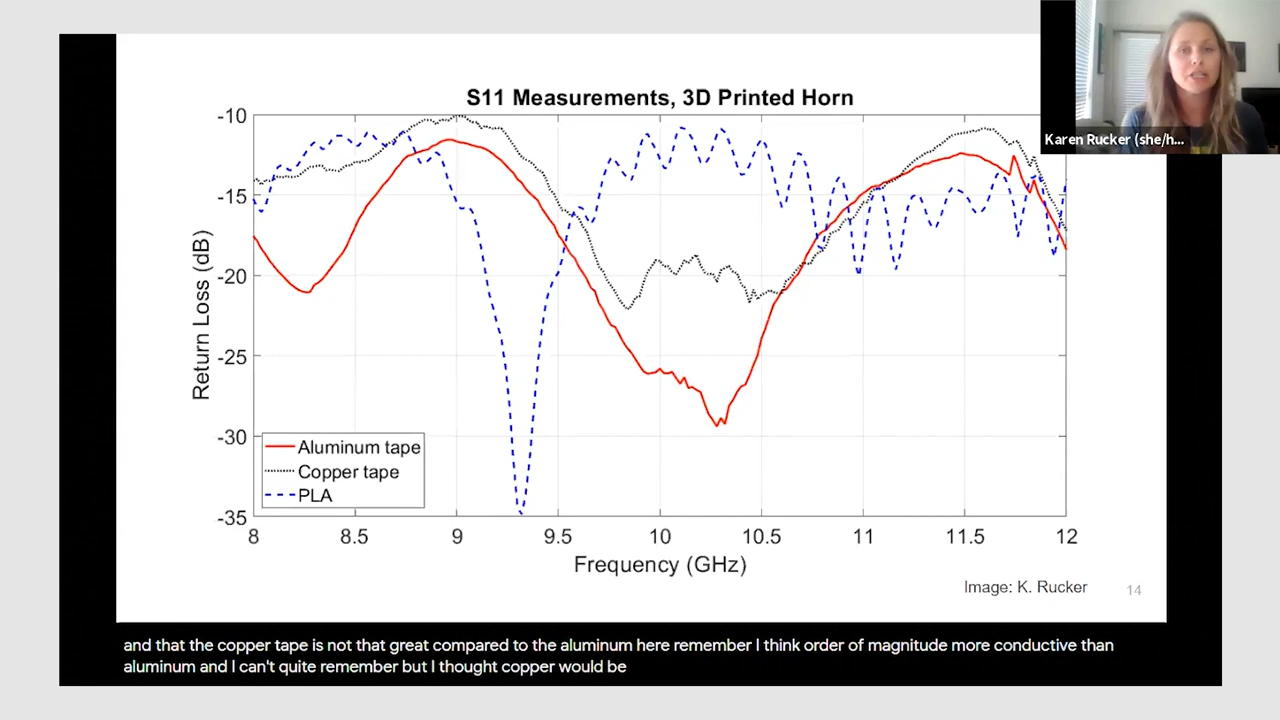 Karen Rucker (she/h...
S11 Measurements, 3D Printed Horn
-10
-15
-20
-25
-30
-35
Return Loss (dB)
Aluminum tape
Copper tape
PLA
8 8.5 9 9.5 10 10.5 11 11.5 12
Frequency (GHz)
Image: K. Rucker
14
and that the copper tape is not that great compared to the aluminum here remember I think order of magnitude more conductive than
aluminum and I can't quite remember but I thought copper would be